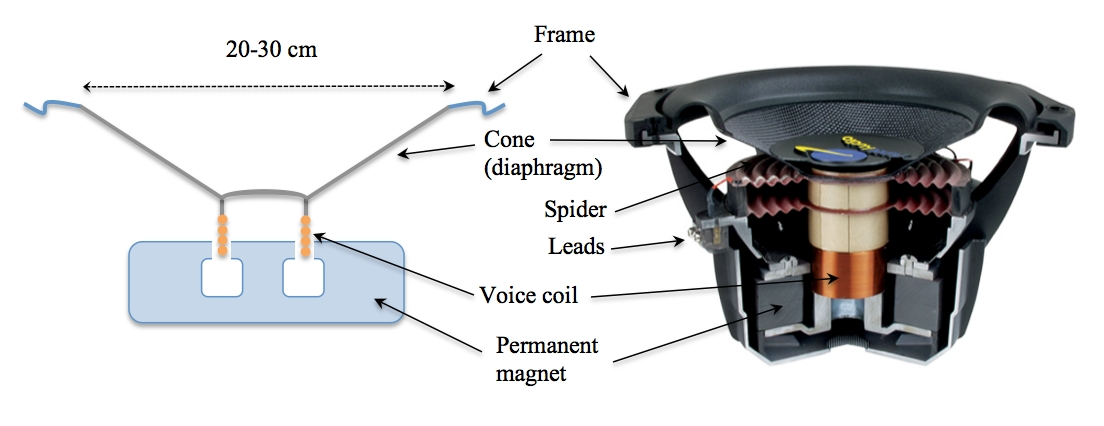 20-30 cm
Frame
Cone
(diaphragm)
Spider
Leads
Voice coil
Permanent
magnet